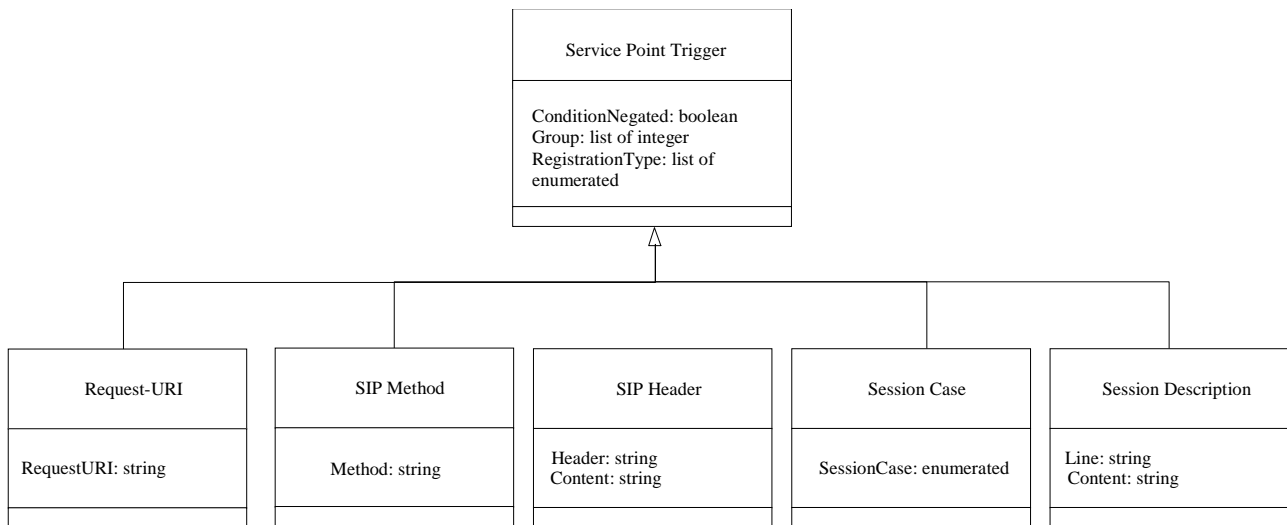 Service Point Trigger
ConditionNegated: boolean
Group: list of integer
RegistrationType: list of
enumerated
Request-URI
SIP Method
SIP Header
Session Case
Session Description
RequestURI: string
Method: string
Header: string
Content: string
SessionCase: enumerated
Line: string
Content: string